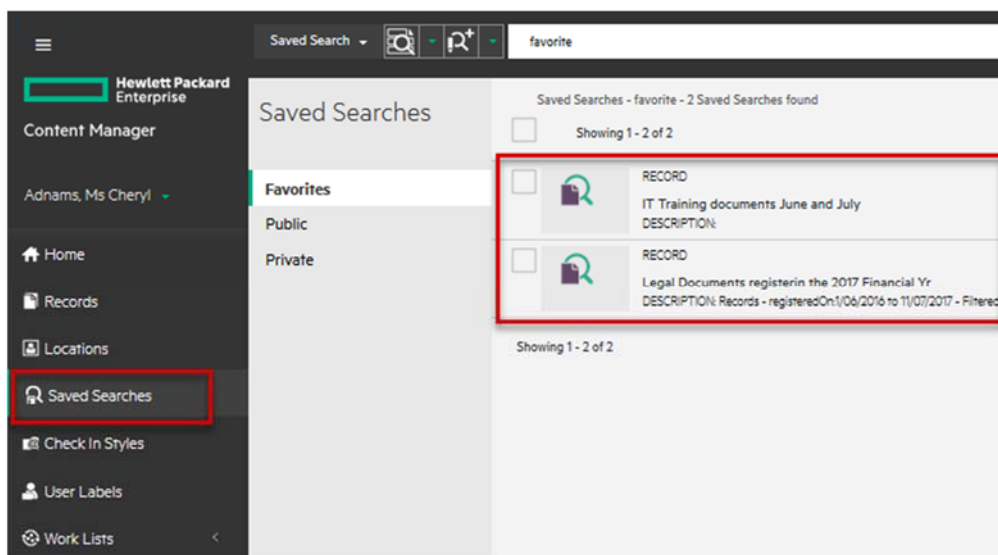 Saved Search
favorite
Hewlett Packard
Enterprise
Content Manager
Adnams, Ms Cheryl
Home
Records
Locations
Saved Searches
Check In Styles
User Labels
Work Lists
Saved Searches
Favorites
Public
Private
Saved Searches - favorite - 2 Saved Searches found
Showing 1 - 2 of 2
RECORD
IT Training documents June and July
DESCRIPTION:
RECORD
Legal Documents registerin the 2017 Financial Yr
DESCRIPTION: Records - registeredOn:1/06/2016 to 11/07/2017 - Filtered
Showing 1 - 2 of 2